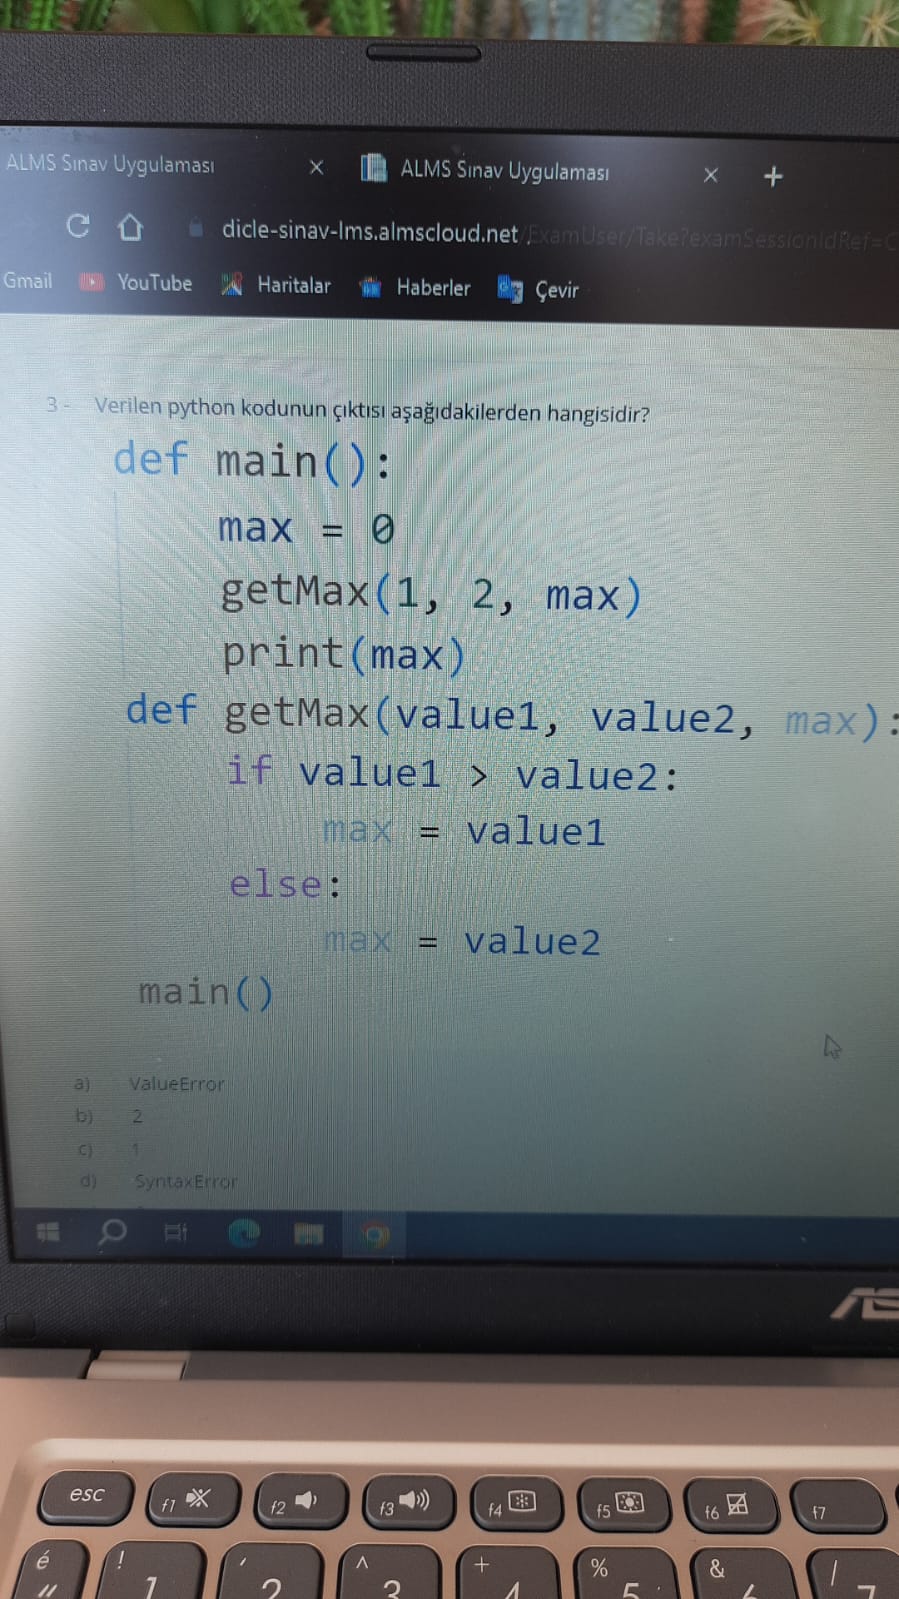 ALMS Sınav Uygulaması × ALMS Sınav Uygulaması × +
dicle-sinav-lms.almscloud.net/ExamUser/Take?examSessionIdRef=C
Gmail YouTube Haritalar Haberler Çevir
3 - Verilen python kodunun çıktısı aşağıdakilerden hangisidir?
def main():
max = 0
getMax(1, 2, max)
print(max)
def getMax(value1, value2, max):
if value1 > value2:
max = value1
else:
max = value2
main()
a) ValueError
b) 2
c) 1
d) SyntaxError
esc f1 f2 f3 f4 f5 f6 f7
é ! ' ^ + % & /
" 1 2 3 4 5 6 7